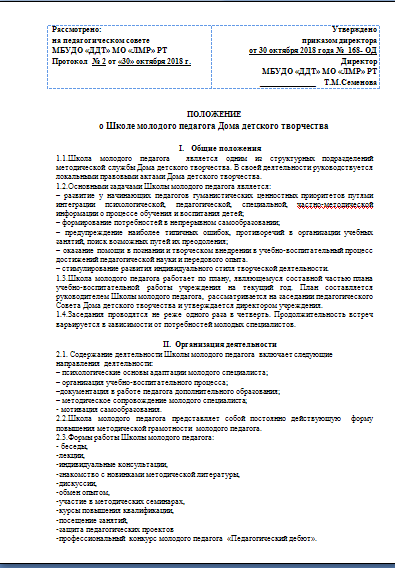 Рассмотрено:
на педагогическом совете
МБУДО «ДДТ» МО «ЛМР» РТ
Протокол № 2 от «30» октября 2018 г.
Утверждено
приказом директора
от 30 октября 2018 года № 168- ОД
Директор
МБУДО «ДДТ» МО «ЛМР» РТ
______________ Т.М.Семенова
ПОЛОЖЕНИЕ
о Школе молодого педагога Дома детского творчества
I. Общие положения
1.1.Школа молодого педагога является одним из структурных подразделений
методической службы Дома детского творчества. В своей деятельности руководствуется
локальными правовыми актами Дома детского творчества.
1.2.Основными задачами Школы молодого педагога является:
– развитие у начинающих педагогов гуманистических ценностных приоритетов путями
интеграции психологической, педагогической, специальной, частно-методической
информации о процессе обучения и воспитания детей;
– формирование потребностей в непрерывном самообразовании;
– предупреждение наиболее типичных ошибок, противоречий в организации учебных
занятий, поиск возможных путей их преодоления;
– оказание помощи в познании и творческом внедрении в учебно-воспитательный процесс
достижений педагогической науки и передового опыта.
– стимулирование развития индивидуального стиля творческой деятельности.
1.3.Школа молодого педагога работает по плану, являющемуся составной частью плана
учебно-воспитательной работы учреждения на текущий год. План составляется
руководителем Школы молодого педагога, рассматривается на заседании педагогического
Совета Дома детского творчества и утверждается директором учреждения.
1.4.Заседания проводятся не реже одного раза в четверть. Продолжительность встреч
варьируется в зависимости от потребностей молодых специалистов.
II. Организация деятельности
2.1. Содержание деятельности Школы молодого педагога включает следующие
направления деятельности:
– психологические основы адаптации молодого специалиста;
– организация учебно-воспитательного процесса;
–документация в работе педагога дополнительного образования;
– методическое сопровождение молодого специалиста;
- мотивация самообразования.
2.2.Школа молодого педагога представляет собой постоянно действующую форму
повышения методической грамотности молодого педагога.
2.3.Формы работы Школы молодого педагога:
- беседы,
-лекции,
-индивидуальные консультации,
-знакомство с новинками методической литературы,
-дискуссии,
-обмен опытом,
-участие в методических семинарах,
-курсы повышения квалификации,
-посещение занятий,
-защита педагогических проектов
-профессиональный конкурс молодого педагога «Педагогический дебют».